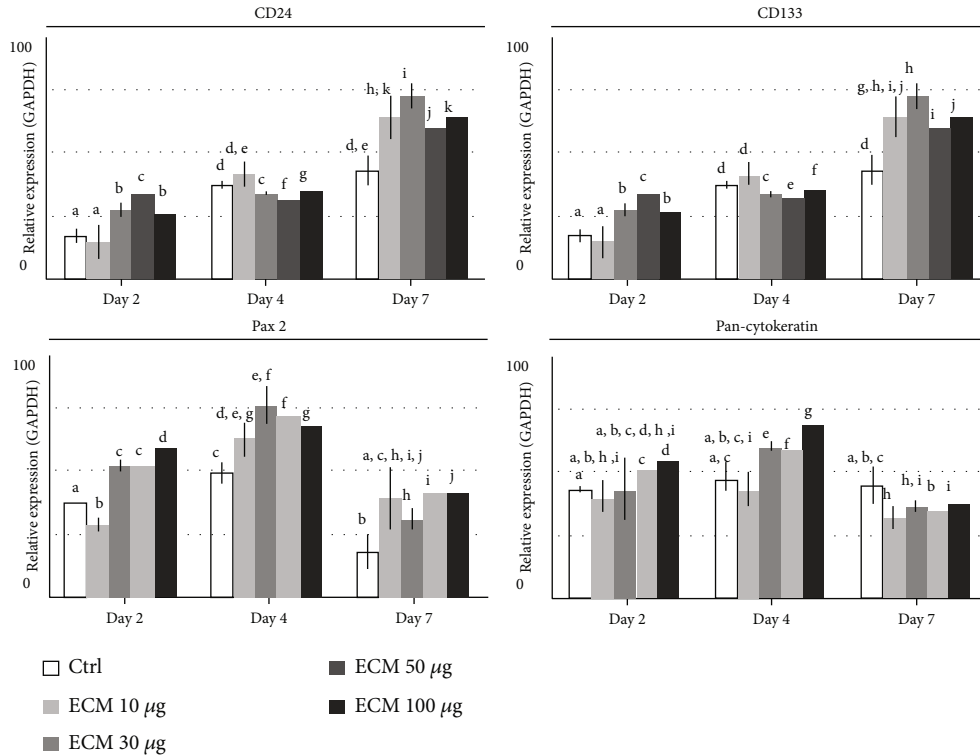 CD24
100
0
Relative expression (GAPDH)
a
a
b
c
b
d
d, e
c
f
g
d, e
h, k
i
j
k
Day 2
Day 4
Day 7
CD133
100
0
Relative expression (GAPDH)
a
a
b
c
b
d
d
c
e
f
d
g, h, i, j
h
i
j
Day 2
Day 4
Day 7
Pax 2
100
0
Relative expression (GAPDH)
a
b
c
c
d
c
d, e, g
e, f
f
g
b
a, c, h, i, j
h
i
j
Day 2
Day 4
Day 7
Pan-cytokeratin
100
0
Relative expression (GAPDH)
a
a, b, h ,i
a, b, c, d, h ,i
c
d
a, c
a, b, c, i
e
f
g
a, b, c
h
h, i
b
i
Day 2
Day 4
Day 7
Ctrl
ECM 10 µg
ECM 30 µg
ECM 50 µg
ECM 100 µg